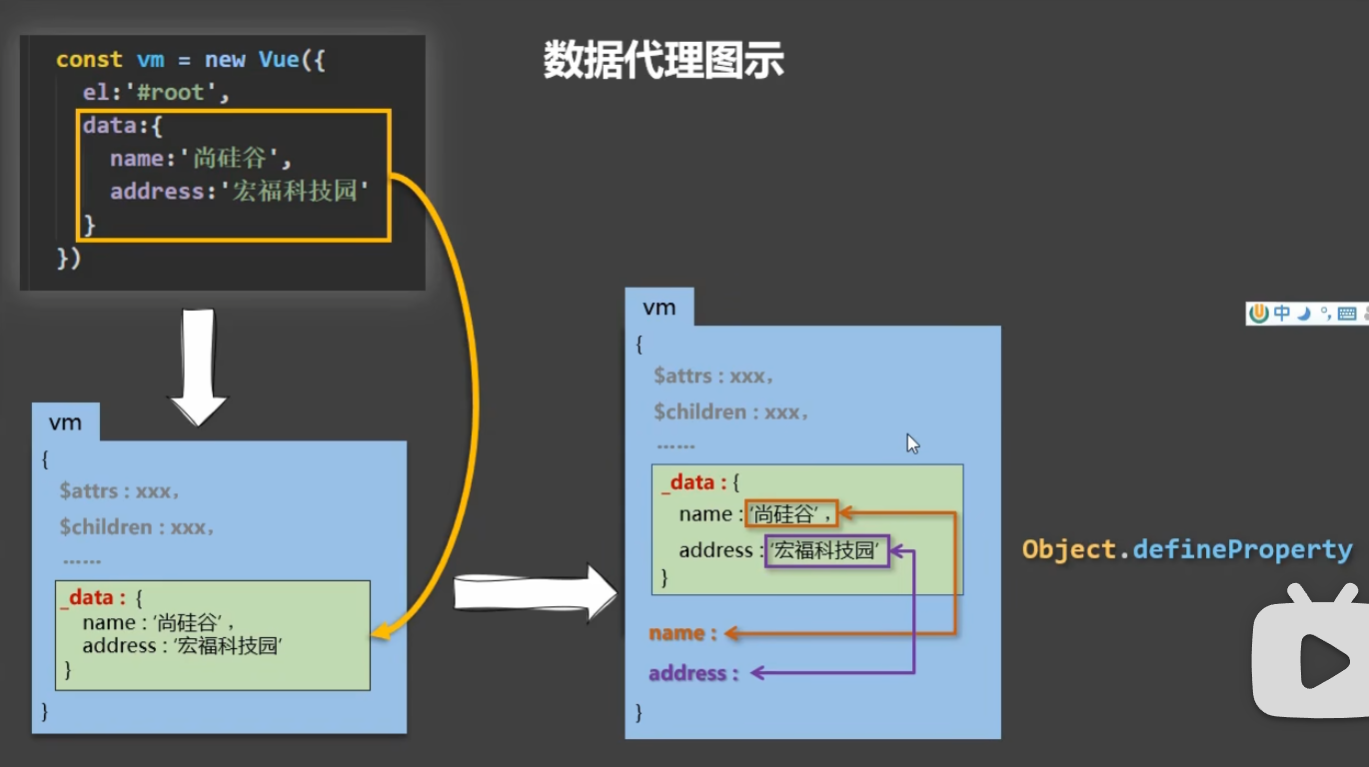 数据代理图示
const vm = new Vue({
el:'#root',
data:{
name:'尚硅谷',
address:'宏福科技园'
}
})
vm
{
$attrs : xxx，
$children : xxx，
……
_data : {
name : ‘尚硅谷’ ，
address : ‘宏福科技园’
}
}
vm
{
$attrs : xxx，
$children : xxx，
……
_data : {
name : ‘尚硅谷’ ，
address : ‘宏福科技园’
}
name :
address :
}
Object.defineProperty
中